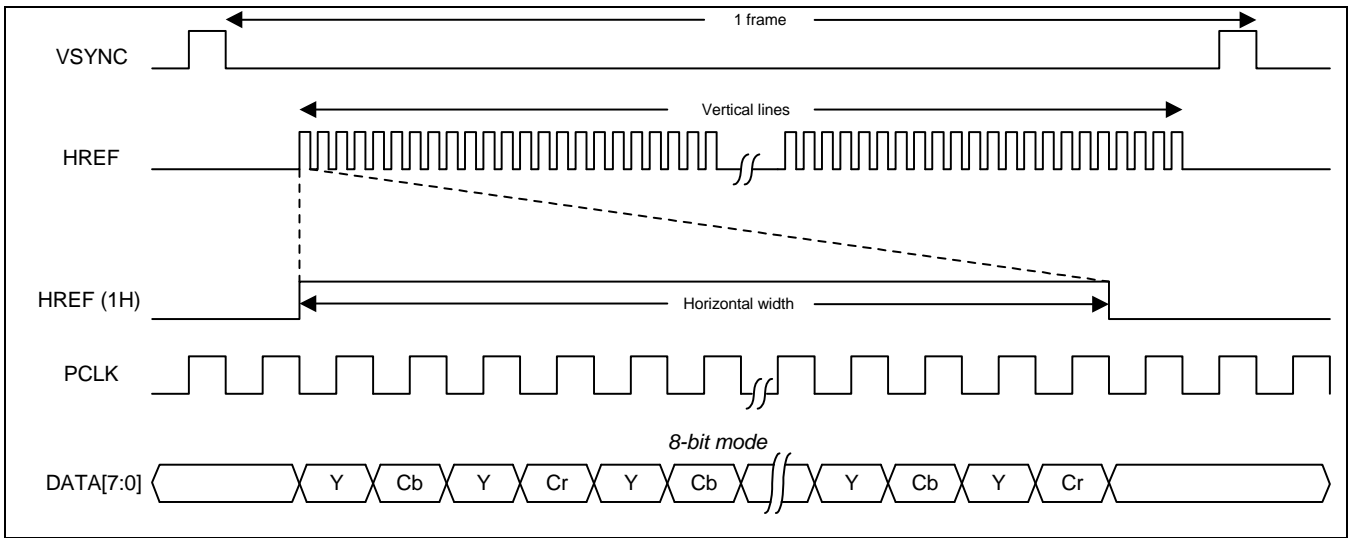 1 frame
VSYNC
Vertical lines
HREF
HREF (1H)
Horizontal width
PCLK
8-bit mode
DATA[7:0] Y Cb Y Cr Y Cb Y Cb Y Cr